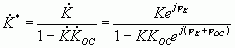 K̇* = K̇ / (1 − K̇K̇_OC) = Ke^{jφ_K} / (1 − KK_OC e^{j(φ_K + φ_OC)})